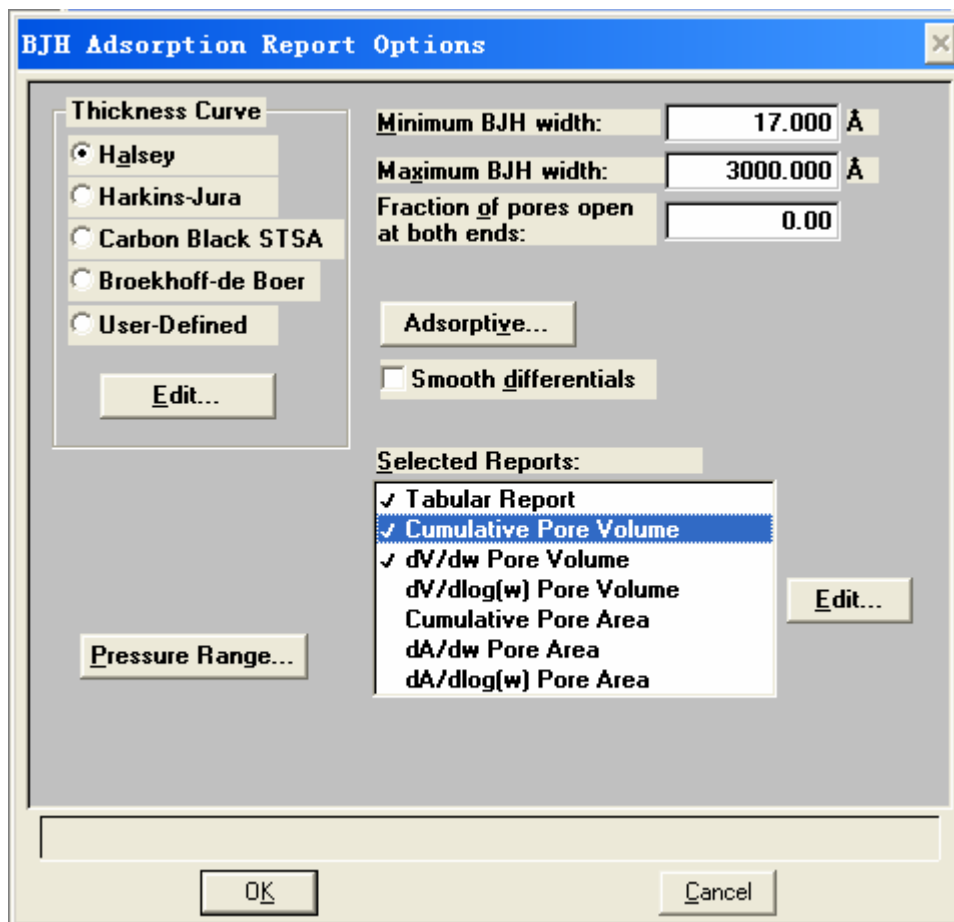 BJH Adsorption Report Options
Thickness Curve
Halsey
Harkins-Jura
Carbon Black STSA
Broekhoff-de Boer
User-Defined
Edit...
Minimum BJH width: 17.000 Å
Maximum BJH width: 3000.000 Å
Fraction of pores open
at both ends: 0.00
Adsorptive...
Smooth differentials
Selected Reports:
Tabular Report
Cumulative Pore Volume
dV/dw Pore Volume
dV/dlog(w) Pore Volume
Cumulative Pore Area
dA/dw Pore Area
dA/dlog(w) Pore Area
Edit...
Pressure Range...
OK
Cancel